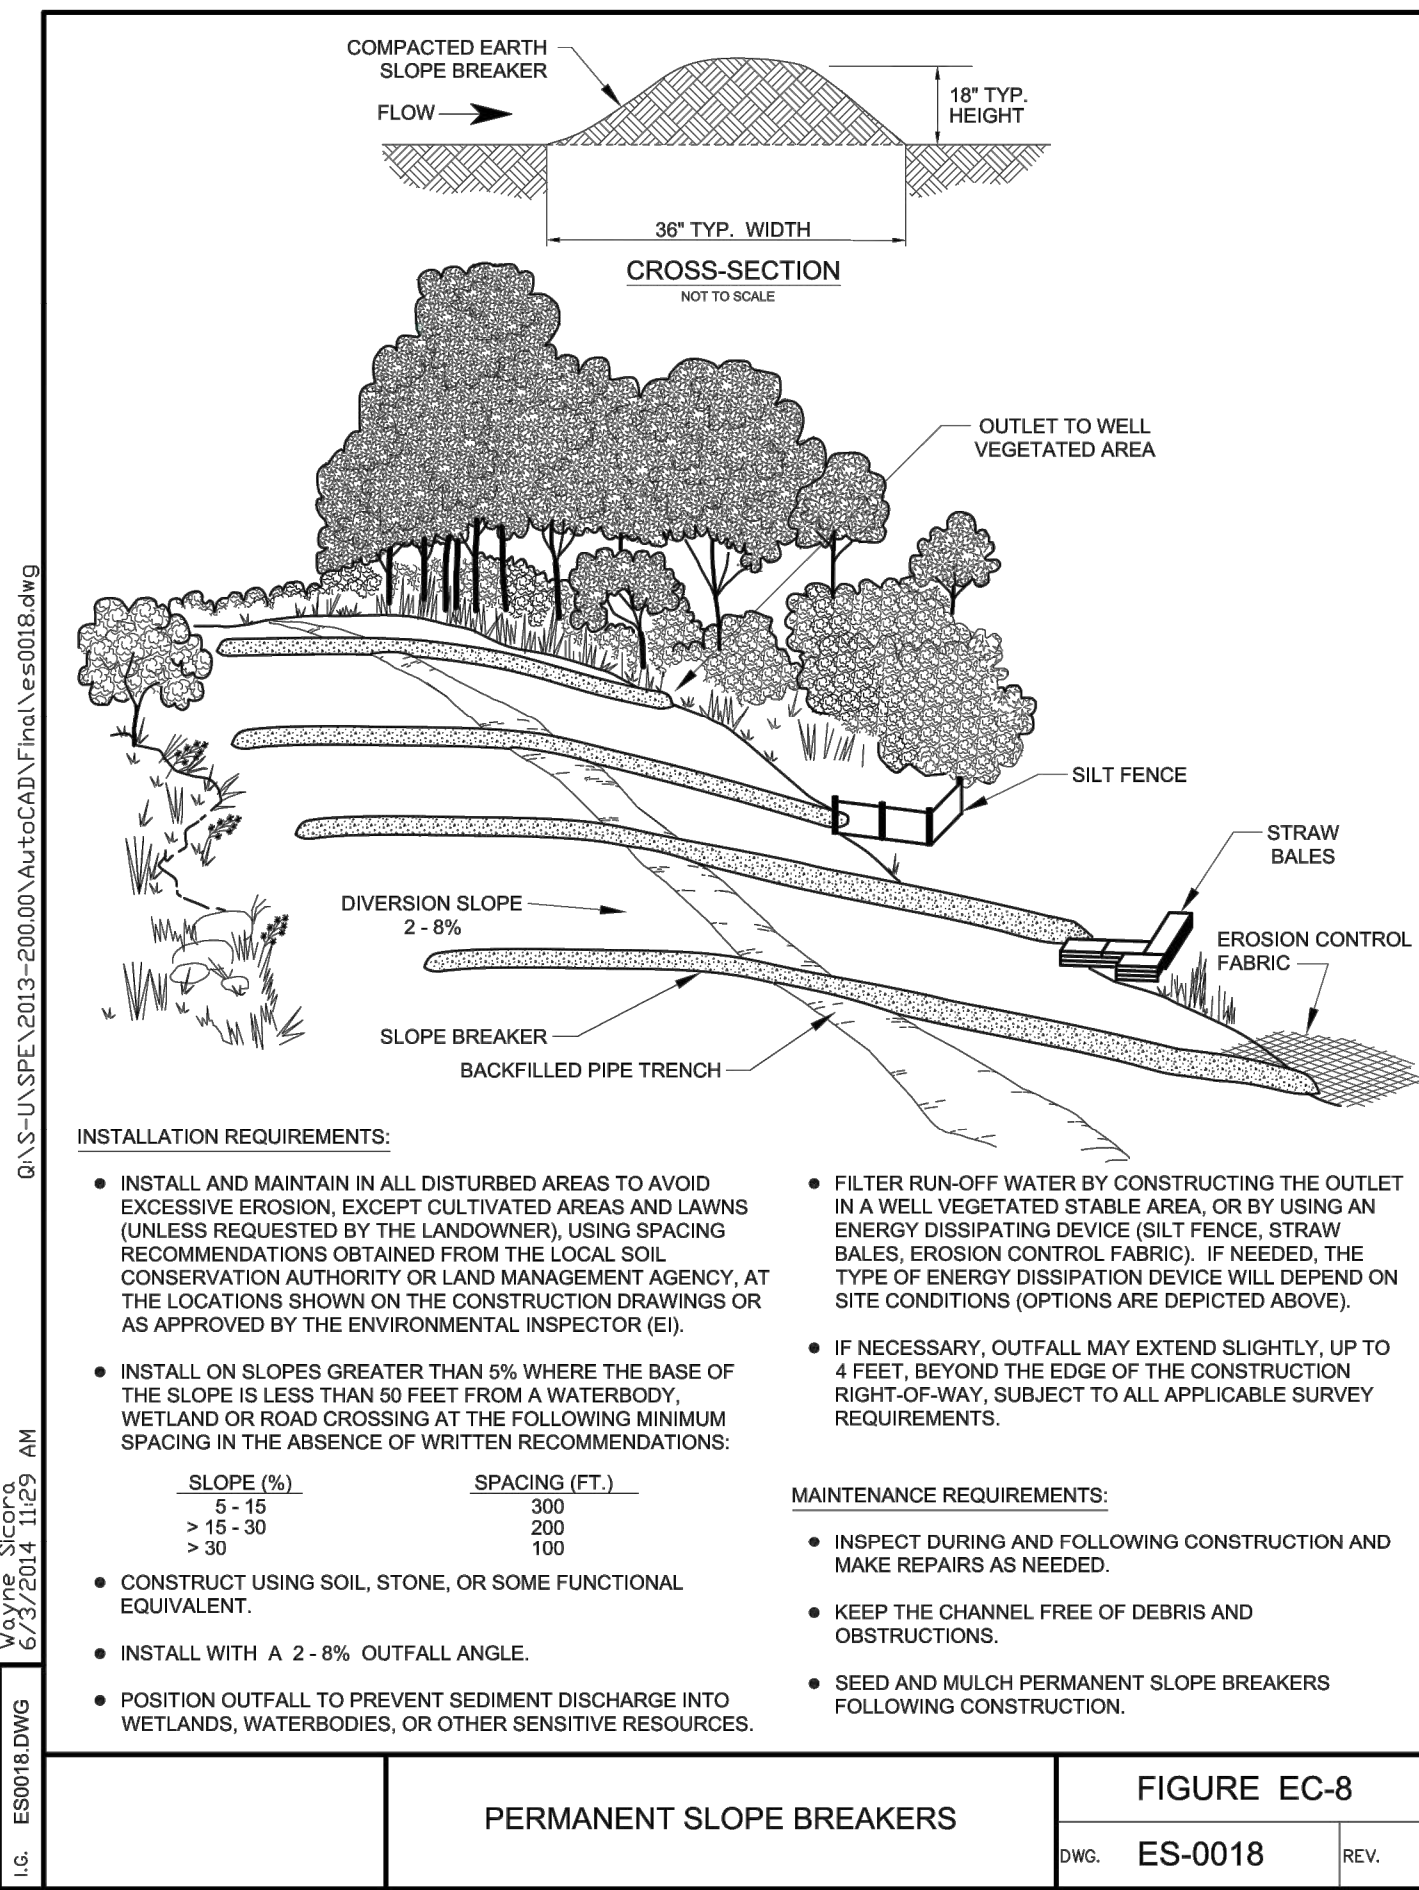 COMPACTED EARTH
SLOPE BREAKER
FLOW
18" TYP.
HEIGHT
36" TYP. WIDTH
CROSS-SECTION
NOT TO SCALE
OUTLET TO WELL
VEGETATED AREA
SILT FENCE
STRAW
BALES
DIVERSION SLOPE
2 - 8%
EROSION CONTROL
FABRIC
SLOPE BREAKER
BACKFILLED PIPE TRENCH
INSTALLATION REQUIREMENTS:
● INSTALL AND MAINTAIN IN ALL DISTURBED AREAS TO AVOID
EXCESSIVE EROSION, EXCEPT CULTIVATED AREAS AND LAWNS
(UNLESS REQUESTED BY THE LANDOWNER), USING SPACING
RECOMMENDATIONS OBTAINED FROM THE LOCAL SOIL
CONSERVATION AUTHORITY OR LAND MANAGEMENT AGENCY, AT
THE LOCATIONS SHOWN ON THE CONSTRUCTION DRAWINGS OR
AS APPROVED BY THE ENVIRONMENTAL INSPECTOR (EI).
● INSTALL ON SLOPES GREATER THAN 5% WHERE THE BASE OF
THE SLOPE IS LESS THAN 50 FEET FROM A WATERBODY,
WETLAND OR ROAD CROSSING AT THE FOLLOWING MINIMUM
SPACING IN THE ABSENCE OF WRITTEN RECOMMENDATIONS:
SLOPE (%) SPACING (FT.)
5 - 15 300
> 15 - 30 200
> 30 100
● CONSTRUCT USING SOIL, STONE, OR SOME FUNCTIONAL
EQUIVALENT.
● INSTALL WITH A 2 - 8% OUTFALL ANGLE.
● POSITION OUTFALL TO PREVENT SEDIMENT DISCHARGE INTO
WETLANDS, WATERBODIES, OR OTHER SENSITIVE RESOURCES.
● FILTER RUN-OFF WATER BY CONSTRUCTING THE OUTLET
IN A WELL VEGETATED STABLE AREA, OR BY USING AN
ENERGY DISSIPATING DEVICE (SILT FENCE, STRAW
BALES, EROSION CONTROL FABRIC). IF NEEDED, THE
TYPE OF ENERGY DISSIPATION DEVICE WILL DEPEND ON
SITE CONDITIONS (OPTIONS ARE DEPICTED ABOVE).
● IF NECESSARY, OUTFALL MAY EXTEND SLIGHTLY, UP TO
4 FEET, BEYOND THE EDGE OF THE CONSTRUCTION
RIGHT-OF-WAY, SUBJECT TO ALL APPLICABLE SURVEY
REQUIREMENTS.
MAINTENANCE REQUIREMENTS:
● INSPECT DURING AND FOLLOWING CONSTRUCTION AND
MAKE REPAIRS AS NEEDED.
● KEEP THE CHANNEL FREE OF DEBRIS AND
OBSTRUCTIONS.
● SEED AND MULCH PERMANENT SLOPE BREAKERS
FOLLOWING CONSTRUCTION.
PERMANENT SLOPE BREAKERS
FIGURE EC-8
DWG. ES-0018 REV.
Q:\S-U\SPE\2013-200.00\AutoCAD\Final\es0018.dwg
Wayne Sicora
6/3/2014 11:29 AM
I.G. ES0018.DWG